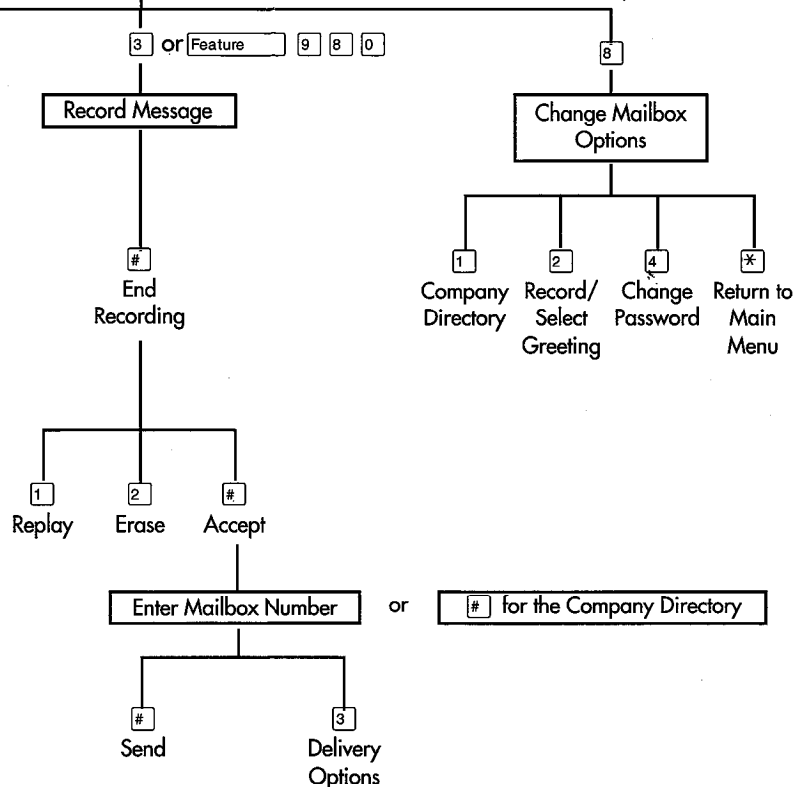 3 or Feature 9 8 0
8
Record Message
Change Mailbox
Options
#
End
Recording
1 2 4 *
Company Record/ Change Return to
Directory Select Password Main
Greeting Menu
1 2 #
Replay Erase Accept
Enter Mailbox Number or # for the Company Directory
# 3
Send Delivery
Options